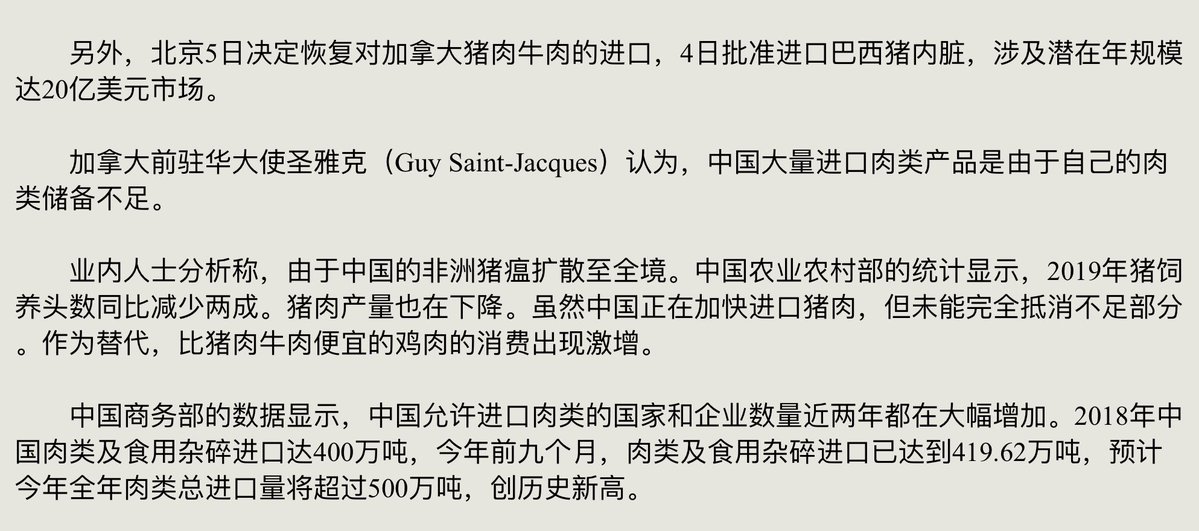 另外，北京5日决定恢复对加拿大猪肉牛肉的进口，4日批准进口巴西猪内脏，涉及潜在年规模
达20亿美元市场。
加拿大前驻华大使圣雅克（Guy Saint-Jacques）认为，中国大量进口肉类产品是由于自己的肉
类储备不足。
业内人士分析称，由于中国的非洲猪瘟扩散至全境。中国农业农村部的统计显示，2019年猪饲
养头数同比减少两成。猪肉产量也在下降。虽然中国正在加快进口猪肉，但未能完全抵消不足部分
。作为替代，比猪肉牛肉便宜的鸡肉的消费出现激增。
中国商务部的数据显示，中国允许进口肉类的国家和企业数量近两年都在大幅增加。2018年中
国肉类及食用杂碎进口达400万吨，今年前九个月，肉类及食用杂碎进口已达到419.62万吨，预计
今年全年肉类总进口量将超过500万吨，创历史新高。